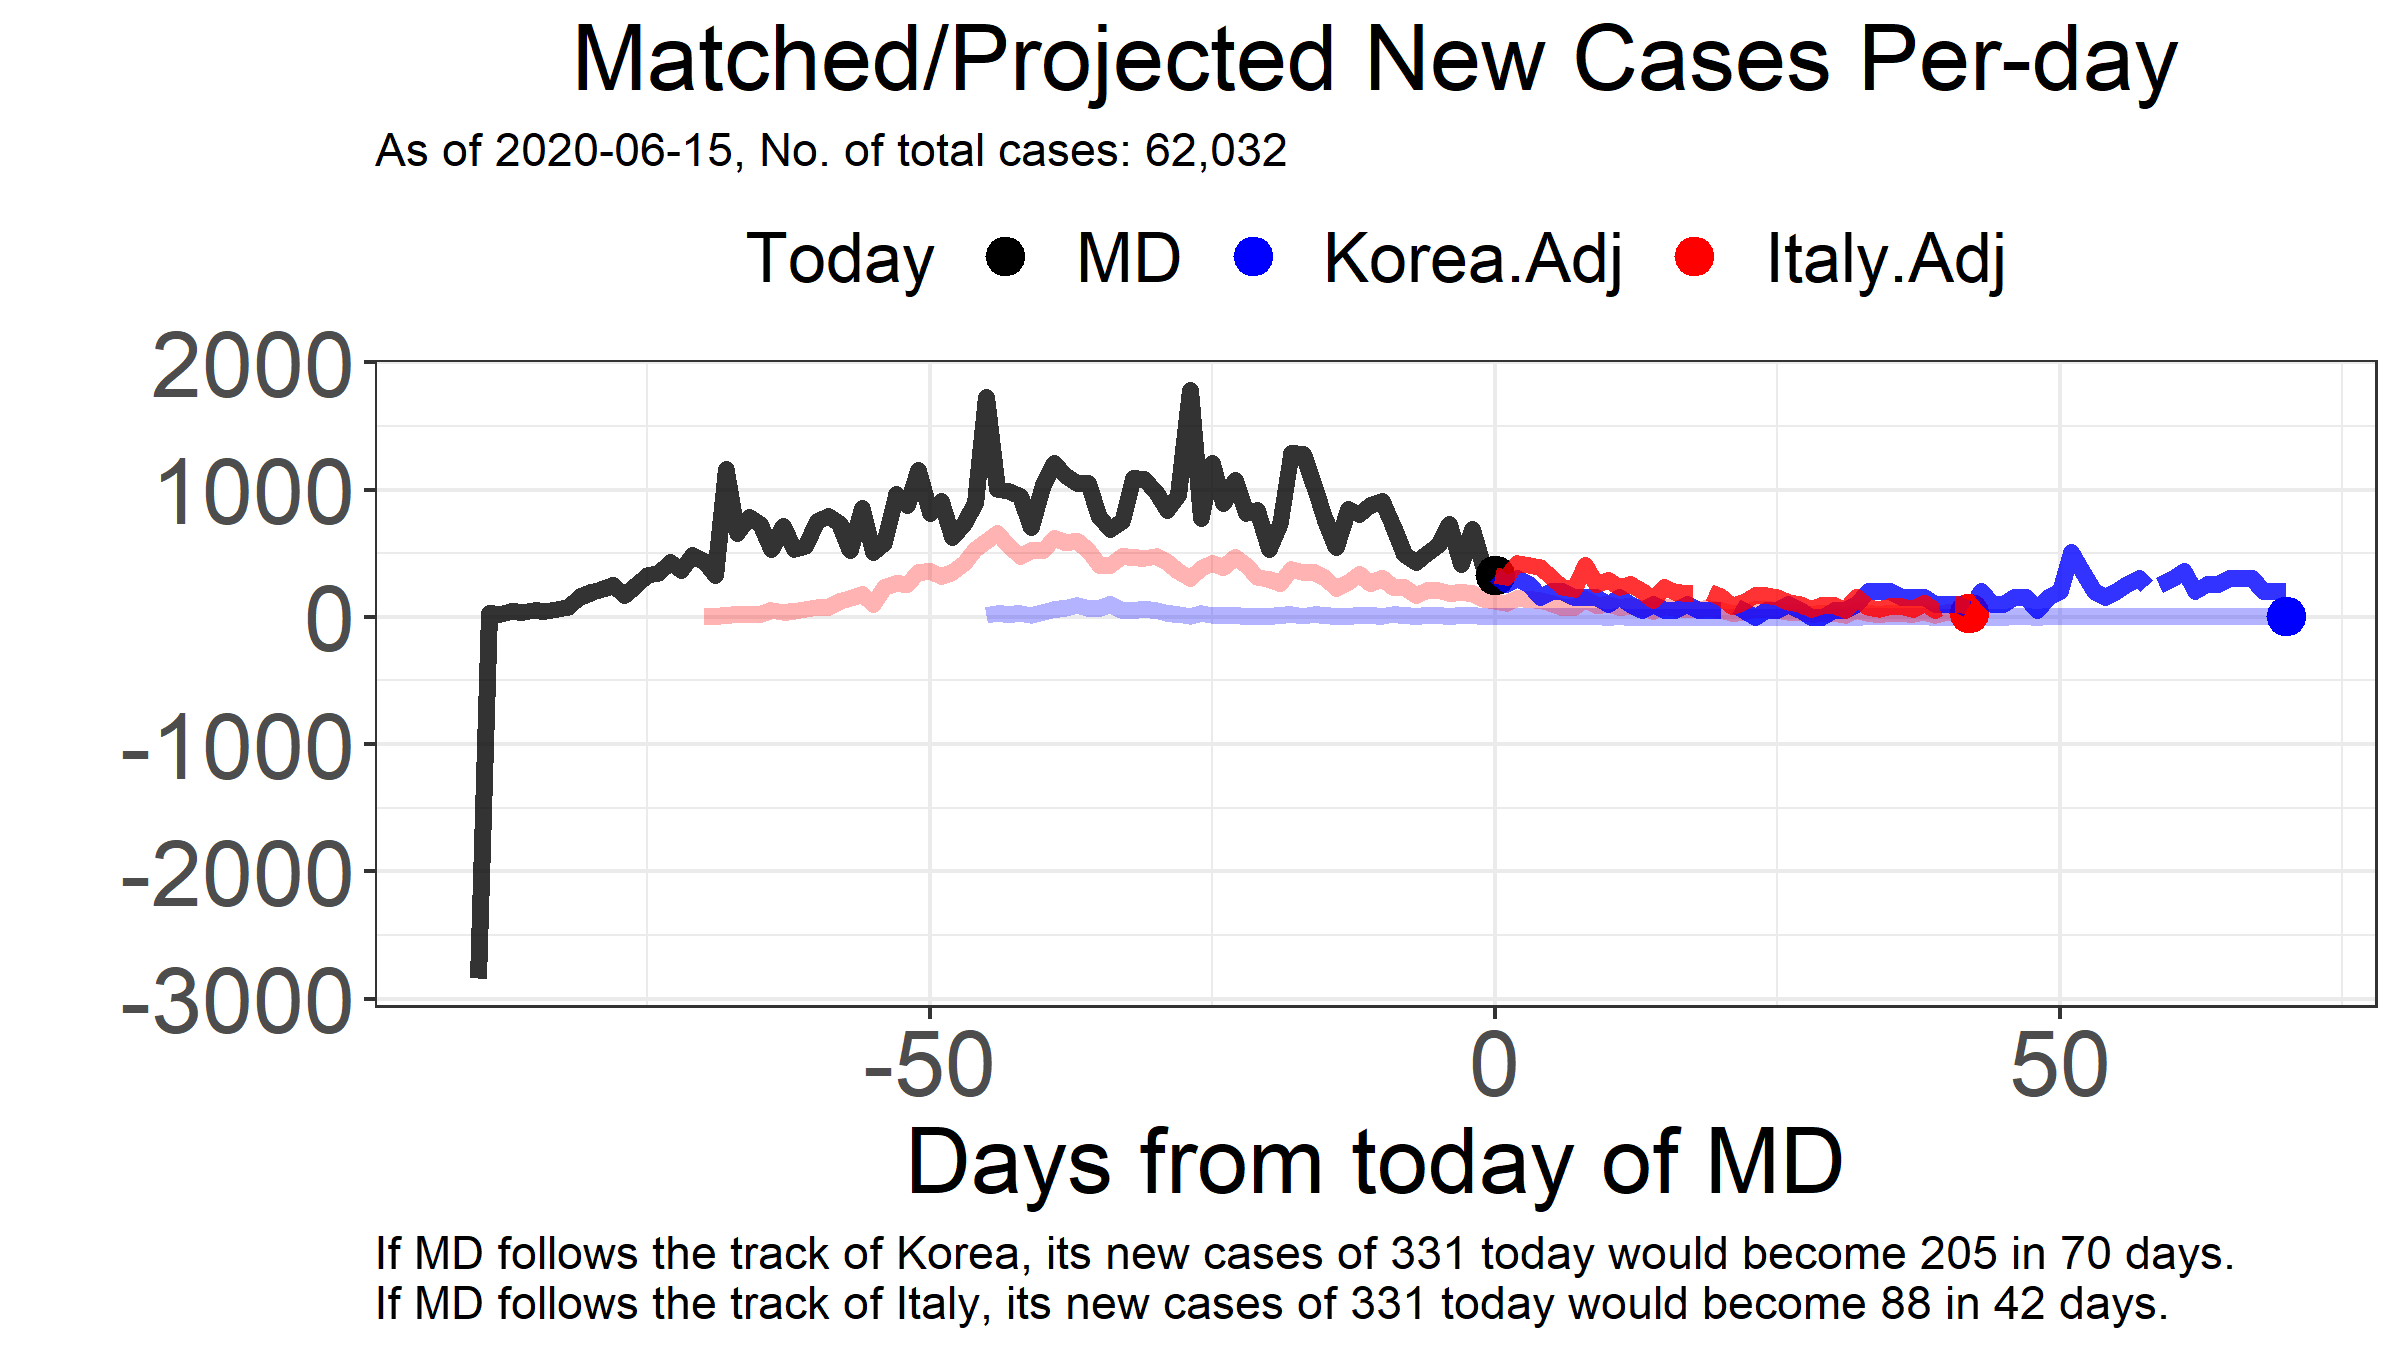 Matched/Projected New Cases Per-day
As of 2020-06-15, No. of total cases: 62,032
Today MD Korea.Adj Italy.Adj
2000
1000
0
-1000
-2000
-3000
-50 0 50
Days from today of MD
If MD follows the track of Korea, its new cases of 331 today would become 205 in 70 days.
If MD follows the track of Italy, its new cases of 331 today would become 88 in 42 days.